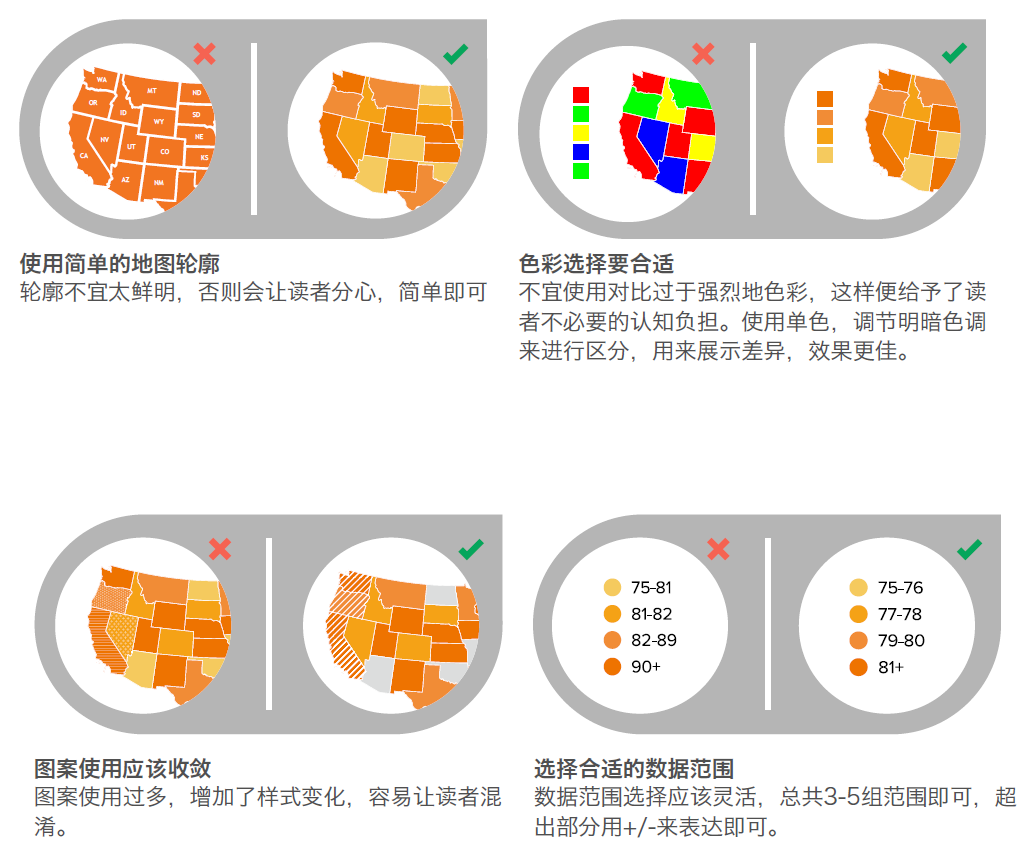 WA
MT
ND
OR
ID
SD
WY
NE
NV
UT
CO
KS
CA
AZ
NM
使用简单的地图轮廓
轮廓不宜太鲜明，否则会让读者分心，简单即可
色彩选择要合适
不宜使用对比过于强烈地色彩，这样便给予了读
者不必要的认知负担。使用单色，调节明暗色调
来进行区分，用来展示差异，效果更佳。
图案使用应该收敛
图案使用过多，增加了样式变化，容易让读者混
淆。
75-81
81-82
82-89
90+
75-76
77-78
79-80
81+
选择合适的数据范围
数据范围选择应该灵活，总共3-5组范围即可，超
出部分用+/-来表达即可。